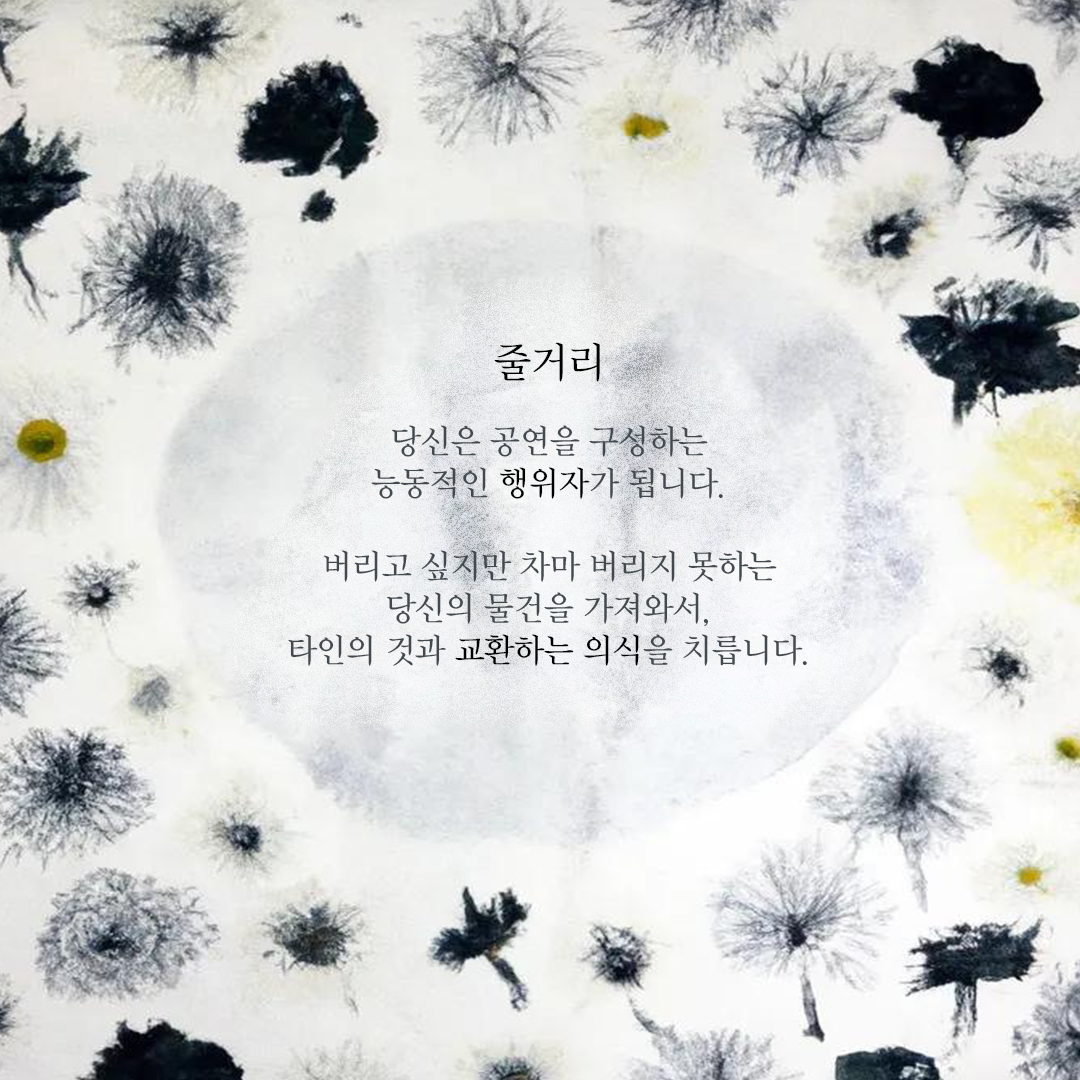 줄거리
당신은 공연을 구성하는
능동적인 행위자가 됩니다.
버리고 싶지만 차마 버리지 못하는
당신의 물건을 가져와서,
타인의 것과 교환하는 의식을 치릅니다.